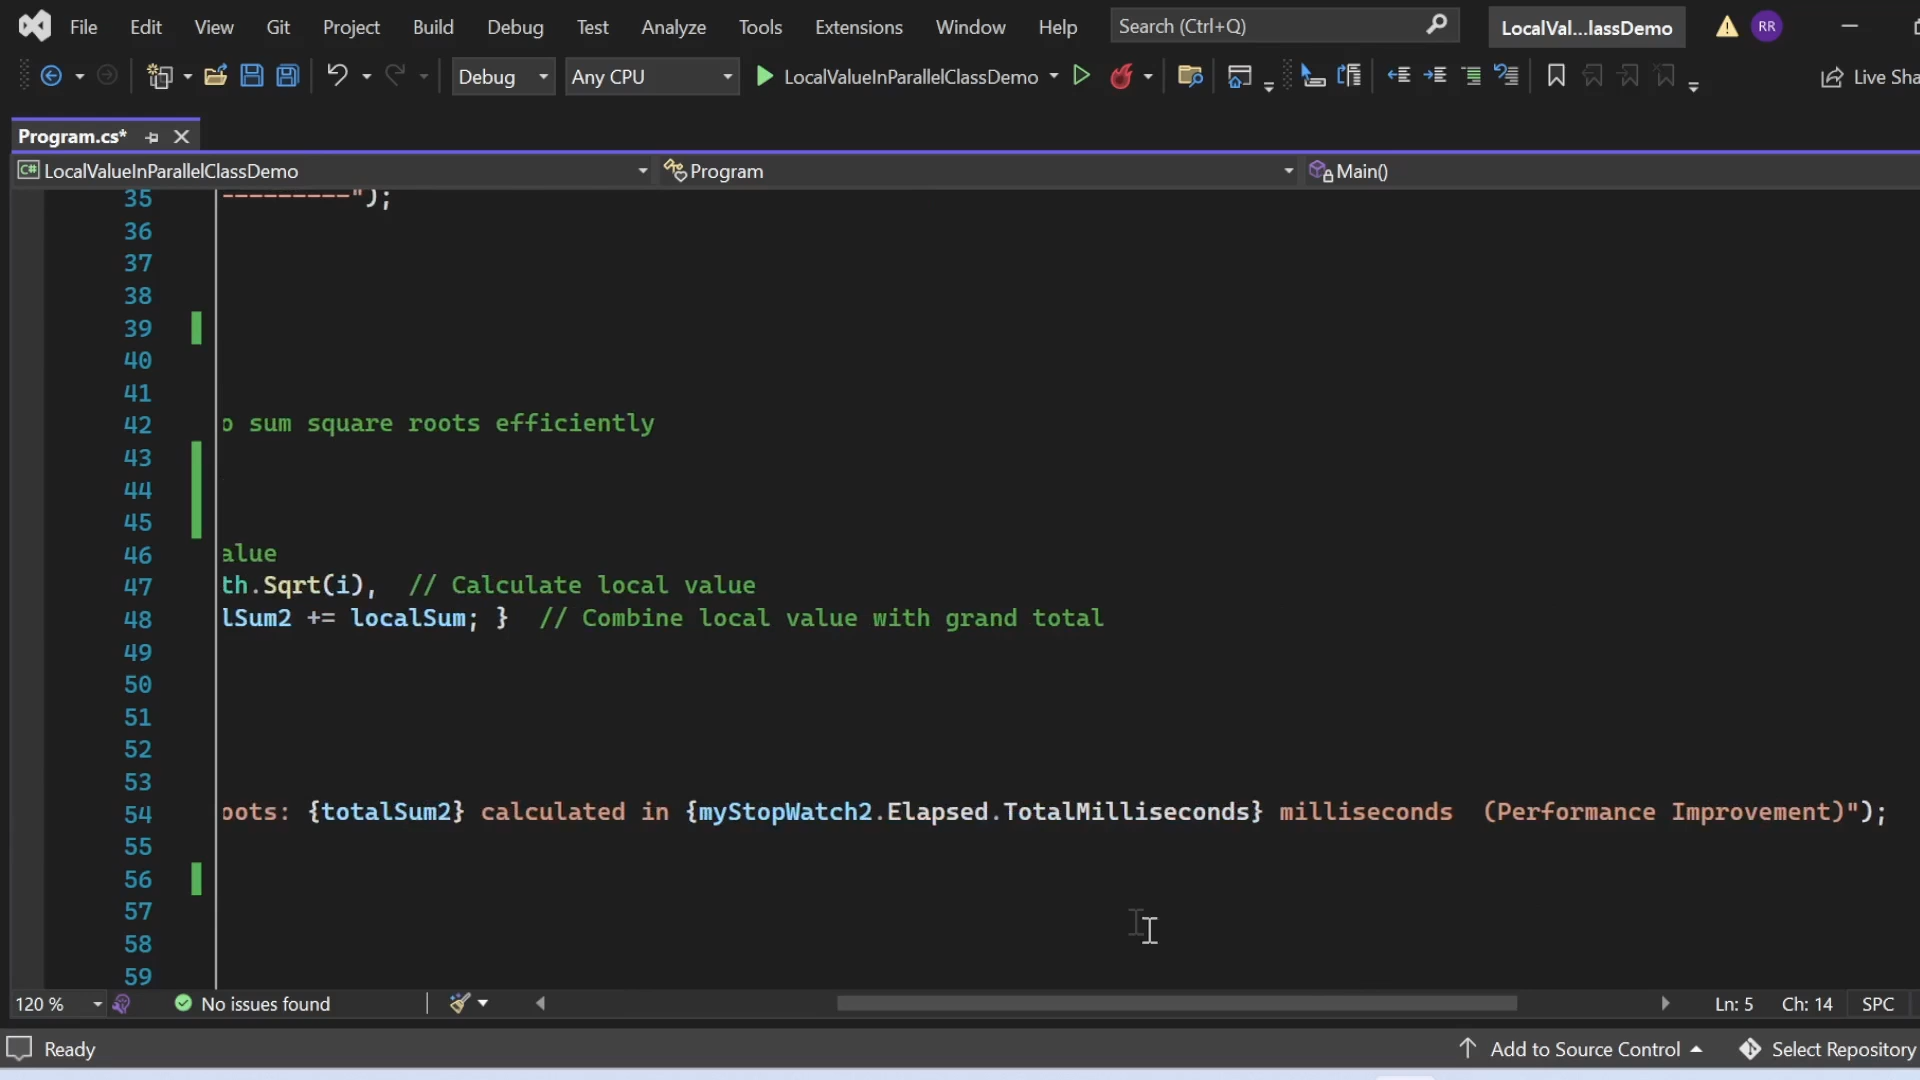 File Edit View Git Project Build Debug Test Analyze Tools Extensions Window Help Search (Ctrl+Q) LocalVal...lassDemo RR
Debug Any CPU LocalValueInParallelClassDemo Live Sha
Program.cs*
C# LocalValueInParallelClassDemo Program Main()
35 ---------");
36
37
38
39
40
41
42 o sum square roots efficiently
43
44
45
46 alue
47 th.Sqrt(i), // Calculate local value
48 lSum2 += localSum; } // Combine local value with grand total
49
50
51
52
53
54 oots: {totalSum2} calculated in {myStopWatch2.Elapsed.TotalMilliseconds} milliseconds (Performance Improvement)");
55
56
57
58
59
120 % No issues found Ln: 5 Ch: 14 SPC
Ready Add to Source Control Select Repository